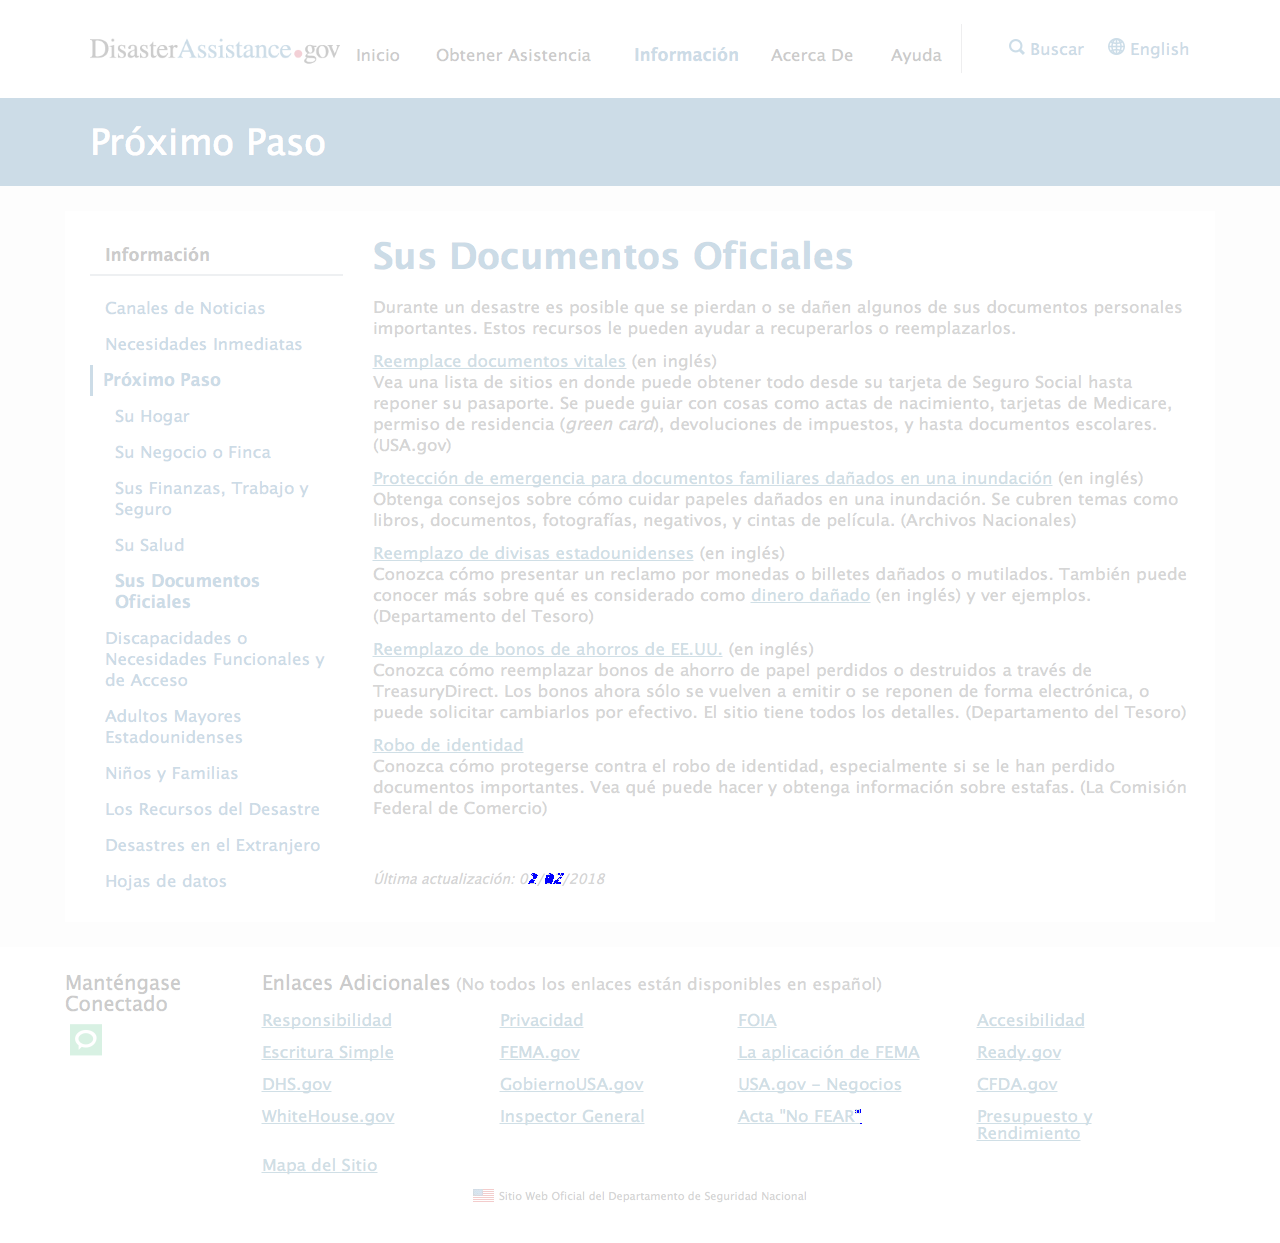 DisasterAssistance.gov
Inicio
Obtener Asistencia
Información
Acerca De
Ayuda
Buscar
English
Próximo Paso
Información
Canales de Noticias
Necesidades Inmediatas
Próximo Paso
Su Hogar
Su Negocio o Finca
Sus Finanzas, Trabajo y
Seguro
Su Salud
Sus Documentos
Oficiales
Discapacidades o
Necesidades Funcionales y
de Acceso
Adultos Mayores
Estadounidenses
Niños y Familias
Los Recursos del Desastre
Desastres en el Extranjero
Hojas de datos
Sus Documentos Oficiales
Durante un desastre es posible que se pierdan o se dañen algunos de sus documentos personales
importantes. Estos recursos le pueden ayudar a recuperarlos o reemplazarlos.
Reemplace documentos vitales (en inglés)
Vea una lista de sitios en donde puede obtener todo desde su tarjeta de Seguro Social hasta
reponer su pasaporte. Se puede guiar con cosas como actas de nacimiento, tarjetas de Medicare,
permiso de residencia (green card), devoluciones de impuestos, y hasta documentos escolares.
(USA.gov)
Protección de emergencia para documentos familiares dañados en una inundación (en inglés)
Obtenga consejos sobre cómo cuidar papeles dañados en una inundación. Se cubren temas como
libros, documentos, fotografías, negativos, y cintas de película. (Archivos Nacionales)
Reemplazo de divisas estadounidenses (en inglés)
Conozca cómo presentar un reclamo por monedas o billetes dañados o mutilados. También puede
conocer más sobre qué es considerado como dinero dañado (en inglés) y ver ejemplos.
(Departamento del Tesoro)
Reemplazo de bonos de ahorros de EE.UU. (en inglés)
Conozca cómo reemplazar bonos de ahorro de papel perdidos o destruidos a través de
TreasuryDirect. Los bonos ahora sólo se vuelven a emitir o se reponen de forma electrónica, o
puede solicitar cambiarlos por efectivo. El sitio tiene todos los detalles. (Departamento del Tesoro)
Robo de identidad
Conozca cómo protegerse contra el robo de identidad, especialmente si se le han perdido
documentos importantes. Vea qué puede hacer y obtenga información sobre estafas. (La Comisión
Federal de Comercio)
Última actualización:
Manténgase
Conectado
Enlaces Adicionales (No todos los enlaces están disponibles en español)
Responsibilidad
Privacidad
FOIA
Accesibilidad
Escritura Simple
FEMA.gov
La aplicación de FEMA
Ready.gov
DHS.gov
GobiernoUSA.gov
USA.gov – Negocios
CFDA.gov
WhiteHouse.gov
Inspector General
Acta "No FEAR"
Presupuesto y
Rendimiento
Mapa del Sitio
Sitio Web Oficial del Departamento de Seguridad Nacional